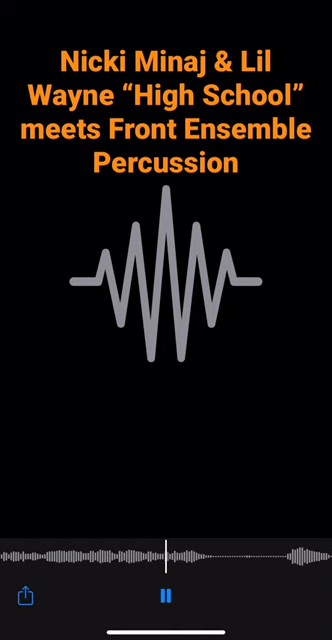 Nicki Minaj & Lil
Wayne “High School”
meets Front Ensemble
Percussion